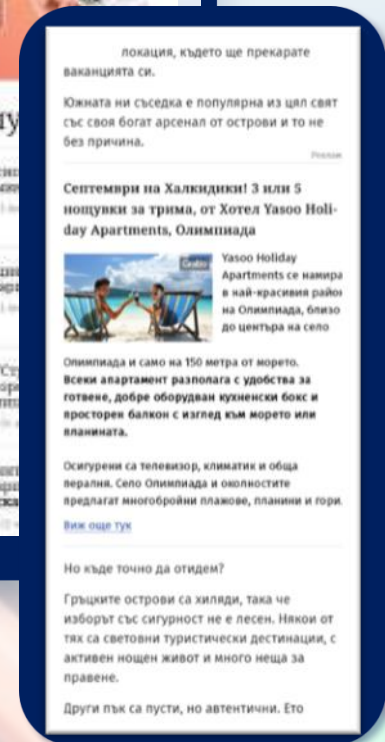 локация, където ще прекарате
ваканцията си.
Южната ни съседка е популярна из цял свят
със своя богат арсенал от острови и то не
без причина.
Реклама
Септември на Халкидики! 3 или 5
нощувки за трима, от Хотел Yasoo Holi-
day Apartments, Олимпиада
Grabo
Yasoo Holiday
Apartments се намира
в най-красивия район
на Олимпиада, близо
до центъра на село
Олимпиада и само на 150 метра от морето.
Всеки апартамент разполага с удобства за
готвене, добре оборудван кухненски бокс и
просторен балкон с изглед към морето или
планината.
Осигурени са телевизор, климатик и обща
пералня. Село Олимпиада и околностите
предлагат многобройни плажове, планини и гори.
Виж още тук
Но къде точно да отидем?
Гръцките острови са хиляди, така че
изборът със сигурност не е лесен. Някои от
тях са световни туристически дестинации, с
активен нощен живот и много неща за
правене.
Други пък са пусти, но автентични. Ето